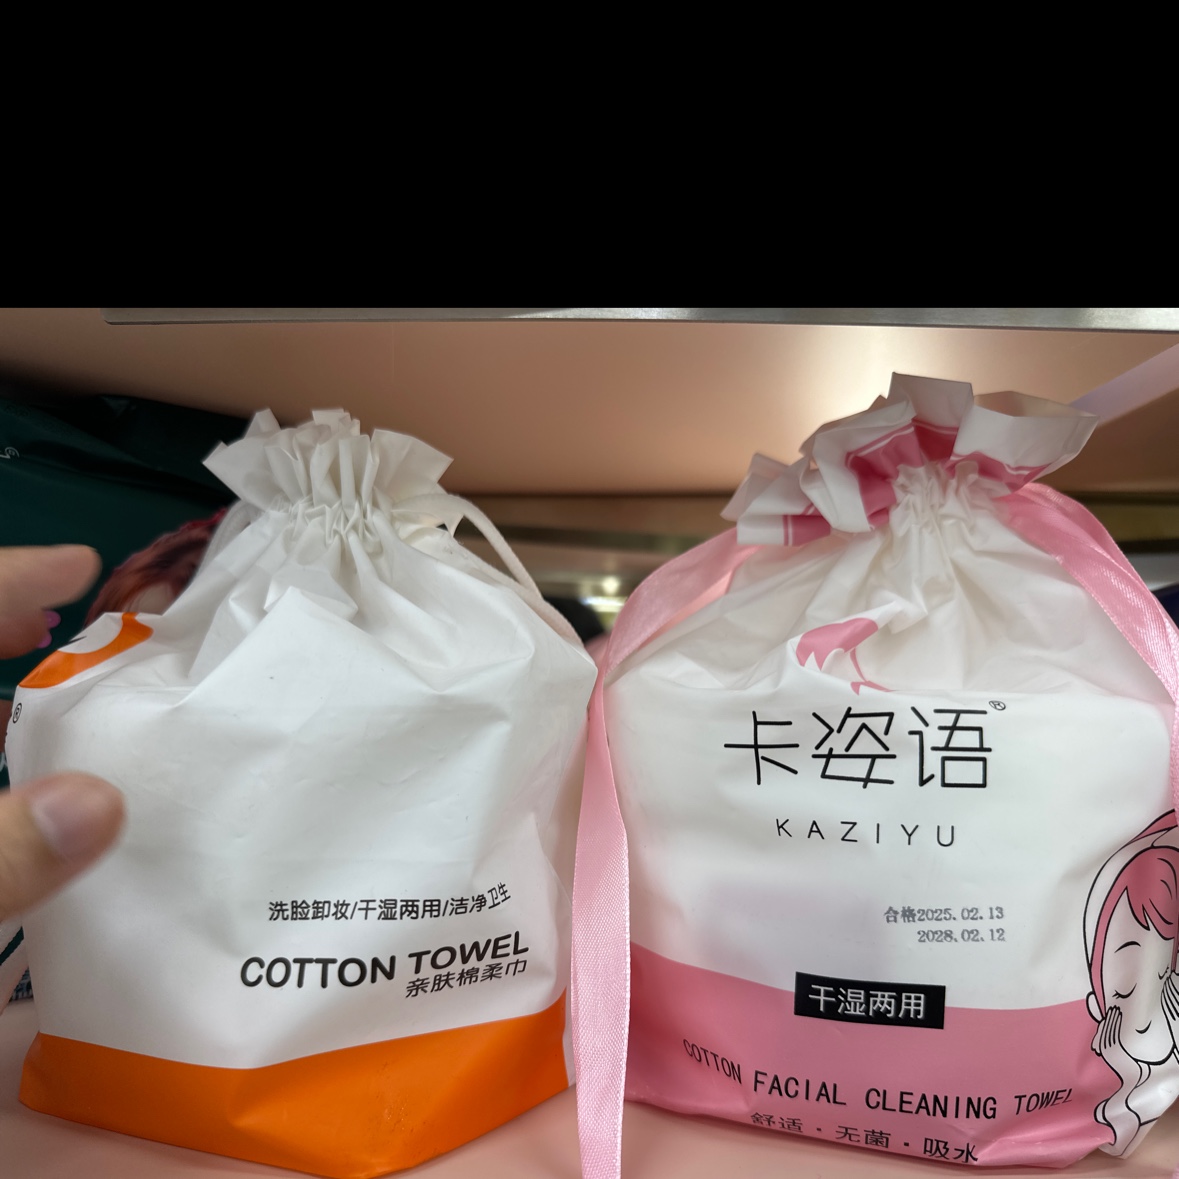 ®
洗脸卸妆/干湿两用/洁净卫生
COTTON TOWEL
亲肤棉柔巾
卡姿语®
KAZIYU
合格2025.02.13
2028.02.12
干湿两用
COTTON FACIAL CLEANING TOWEL
舒适·无菌·吸水